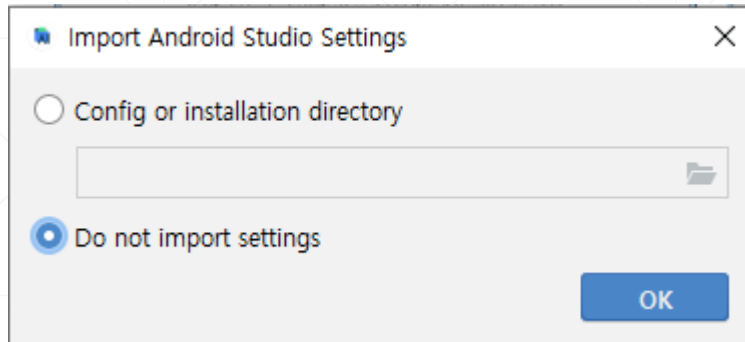 Import Android Studio Settings
Config or installation directory
Do not import settings
OK